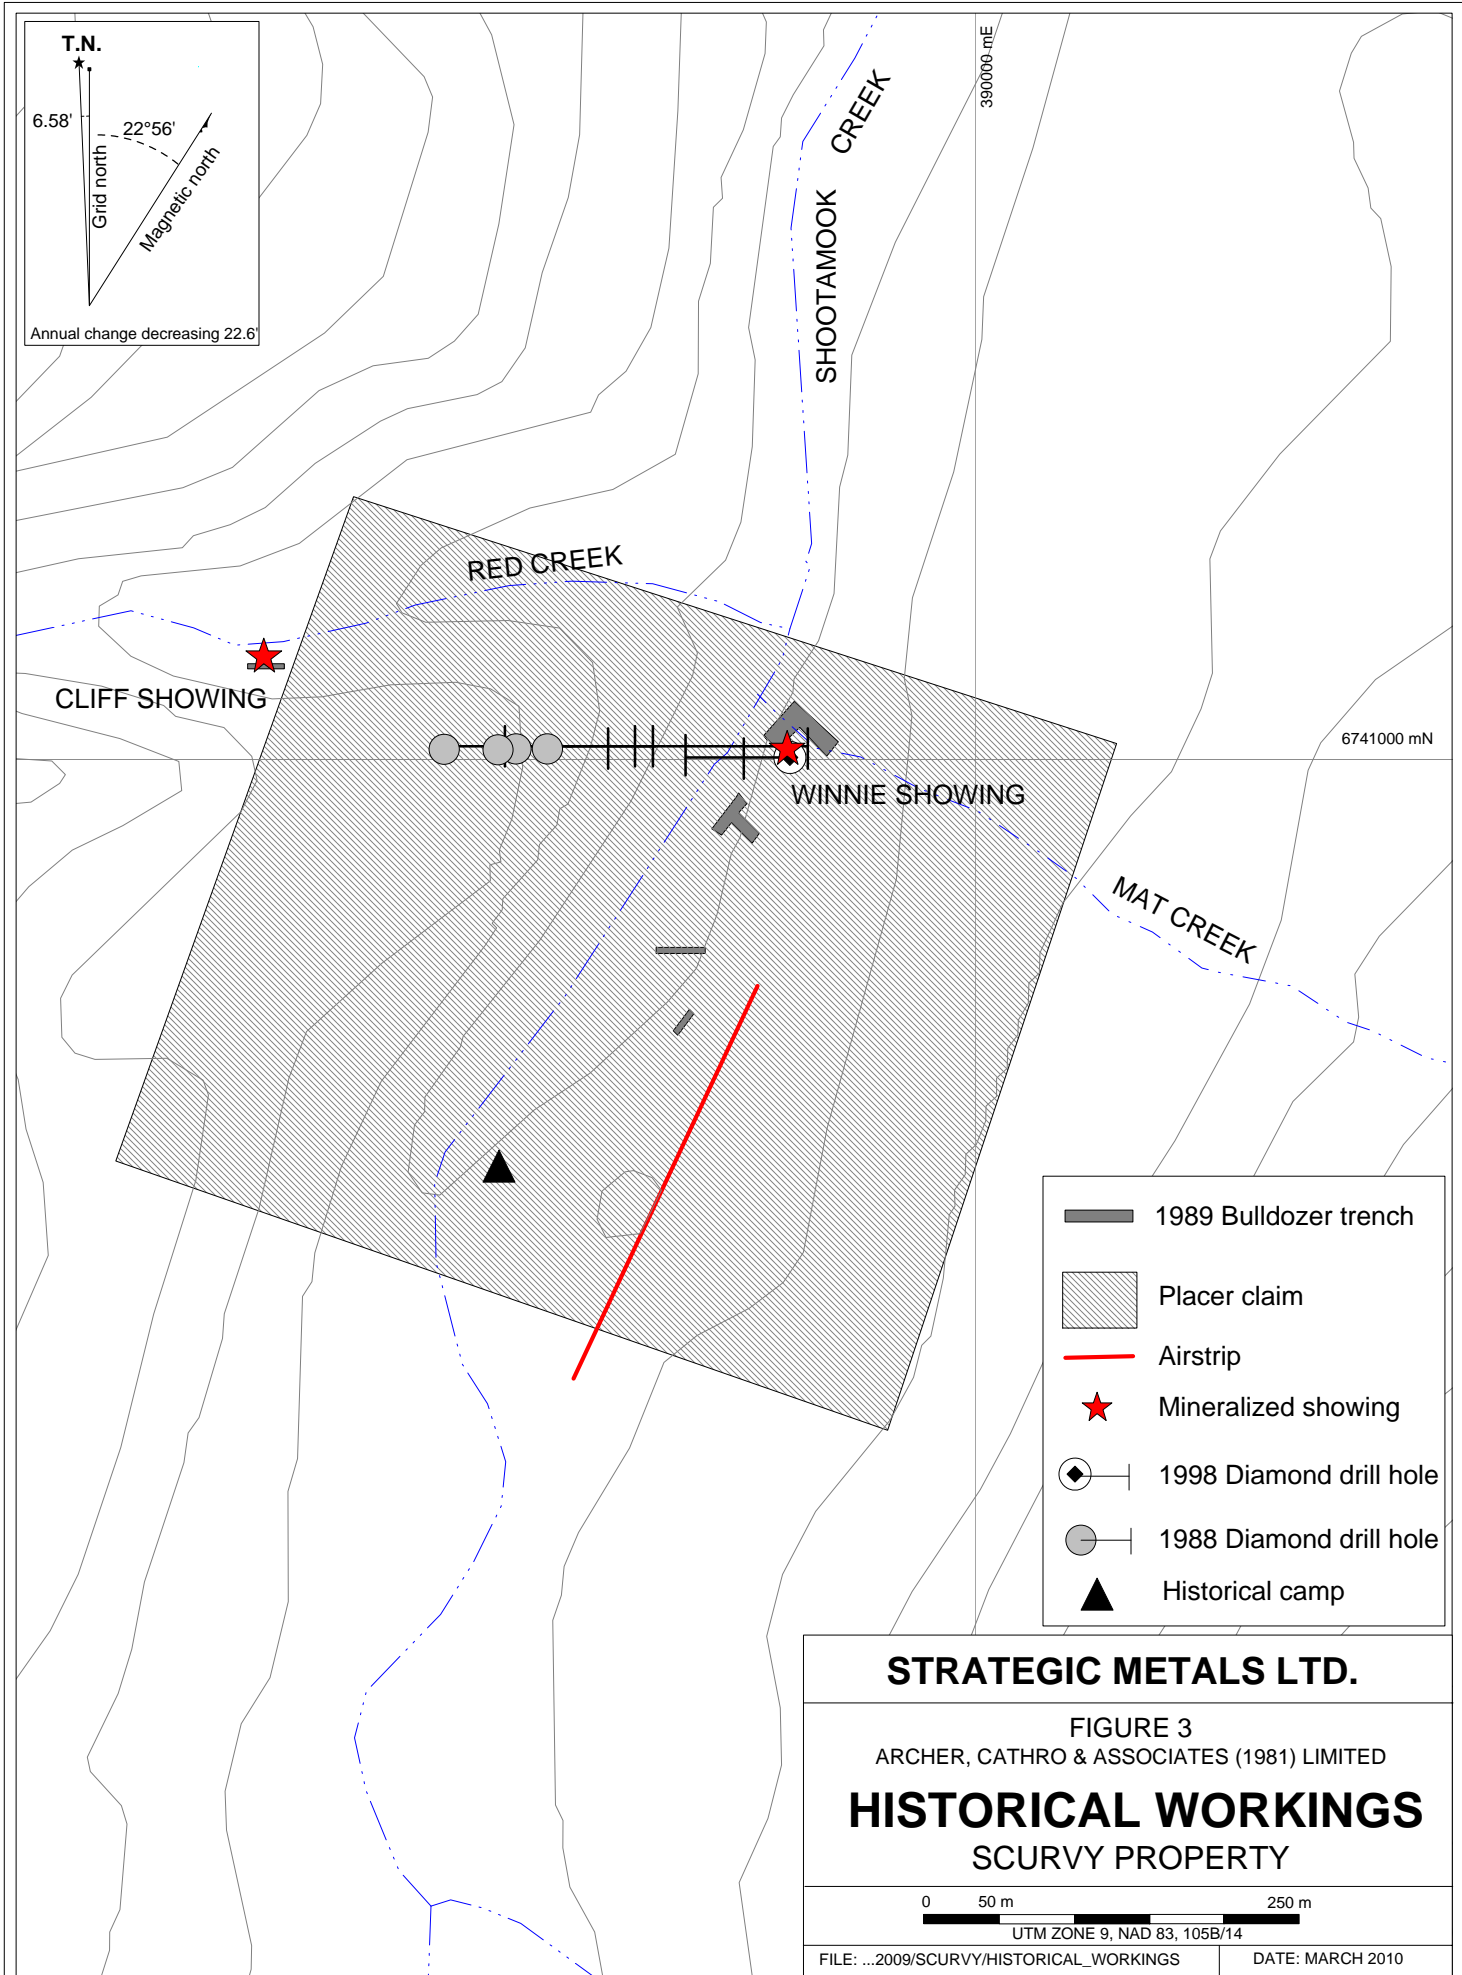 T.N.
6.58'
22°56'
Grid north
Magnetic north
Annual change decreasing 22.6'
390000 mE
SHOOTAMOOK CREEK
RED CREEK
CLIFF SHOWING
6741000 mN
WINNIE SHOWING
MAT CREEK
1989 Bulldozer trench
Placer claim
Airstrip
Mineralized showing
1998 Diamond drill hole
1988 Diamond drill hole
Historical camp
STRATEGIC METALS LTD.
FIGURE 3
ARCHER, CATHRO & ASSOCIATES (1981) LIMITED
HISTORICAL WORKINGS
SCURVY PROPERTY
0 50 m 250 m
UTM ZONE 9, NAD 83, 105B/14
FILE: ...2009/SCURVY/HISTORICAL_WORKINGS DATE: MARCH 2010